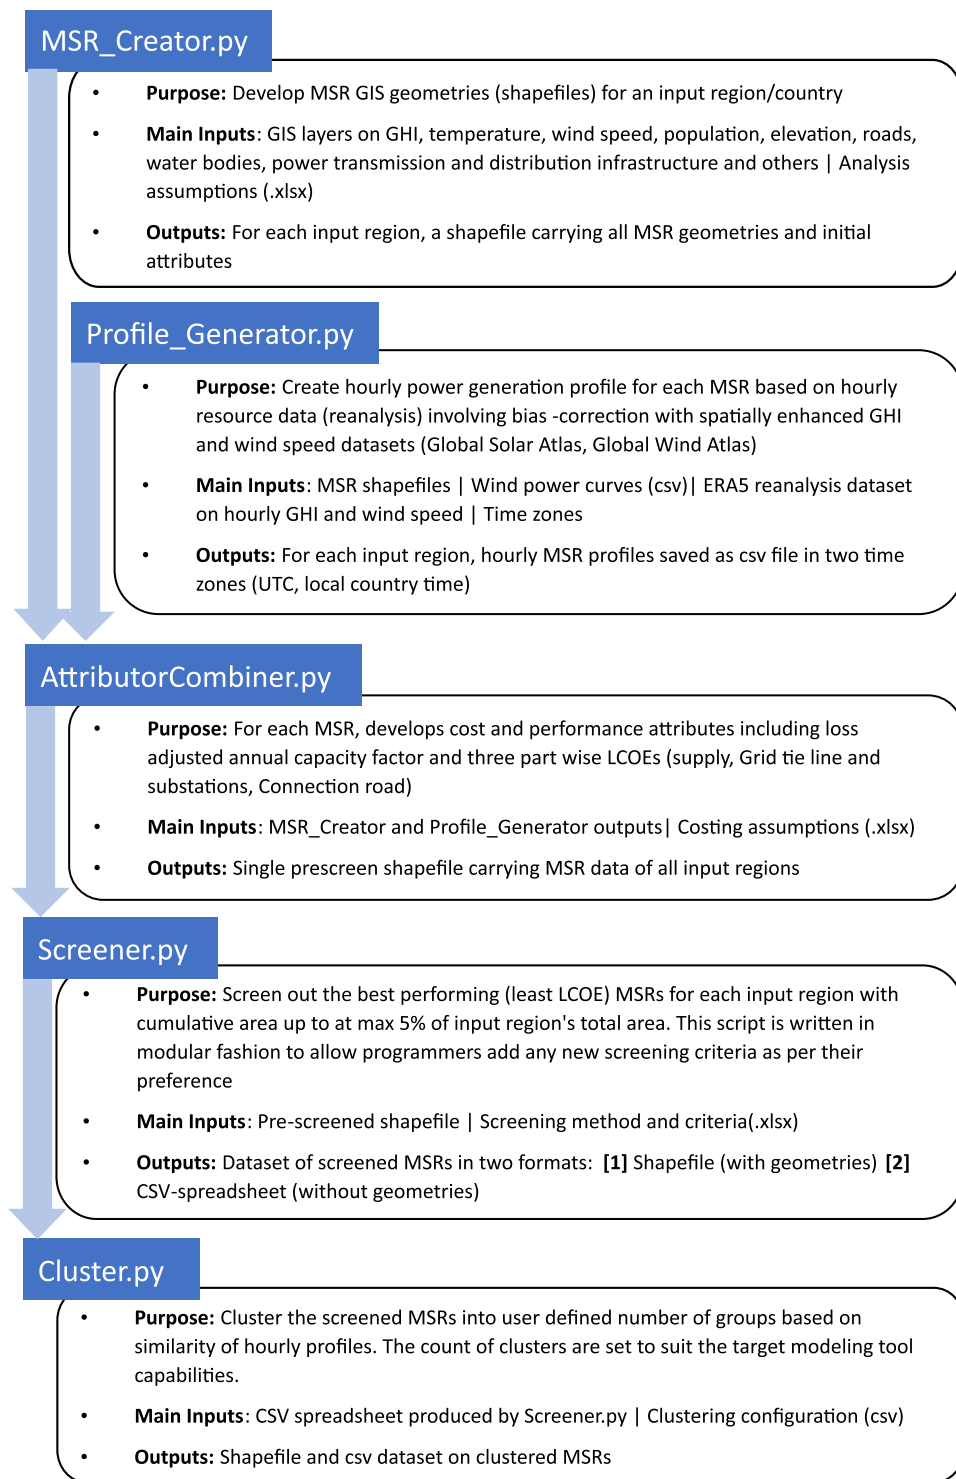 MSR_Creator.py
• Purpose: Develop MSR GIS geometries (shapefiles) for an input region/country
• Main Inputs: GIS layers on GHI, temperature, wind speed, population, elevation, roads,
water bodies, power transmission and distribution infrastructure and others | Analysis
assumptions (.xlsx)
• Outputs: For each input region, a shapefile carrying all MSR geometries and initial
attributes
Profile_Generator.py
• Purpose: Create hourly power generation profile for each MSR based on hourly
resource data (reanalysis) involving bias -correction with spatially enhanced GHI
and wind speed datasets (Global Solar Atlas, Global Wind Atlas)
• Main Inputs: MSR shapefiles | Wind power curves (csv)| ERA5 reanalysis dataset
on hourly GHI and wind speed | Time zones
• Outputs: For each input region, hourly MSR profiles saved as csv file in two time
zones (UTC, local country time)
AttributorCombiner.py
• Purpose: For each MSR, develops cost and performance attributes including loss
adjusted annual capacity factor and three part wise LCOEs (supply, Grid tie line and
substations, Connection road)
• Main Inputs: MSR_Creator and Profile_Generator outputs| Costing assumptions (.xlsx)
• Outputs: Single prescreen shapefile carrying MSR data of all input regions
Screener.py
• Purpose: Screen out the best performing (least LCOE) MSRs for each input region with
cumulative area up to at max 5% of input region's total area. This script is written in
modular fashion to allow programmers add any new screening criteria as per their
preference
• Main Inputs: Pre-screened shapefile | Screening method and criteria(.xlsx)
• Outputs: Dataset of screened MSRs in two formats: [1] Shapefile (with geometries) [2]
CSV-spreadsheet (without geometries)
Cluster.py
• Purpose: Cluster the screened MSRs into user defined number of groups based on
similarity of hourly profiles. The count of clusters are set to suit the target modeling tool
capabilities.
• Main Inputs: CSV spreadsheet produced by Screener.py | Clustering configuration (csv)
• Outputs: Shapefile and csv dataset on clustered MSRs